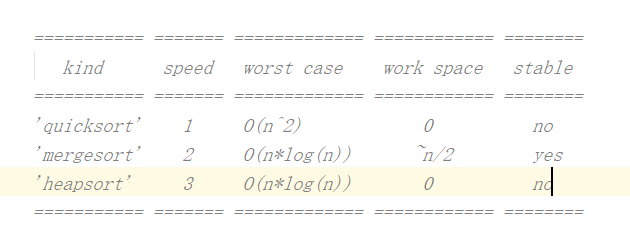 =========== ======= ============= ============ ========
kind speed worst case work space stable
=========== ======= ============= ============ ========
'quicksort' 1 O(n^2) 0 no
'mergesort' 2 O(n*log(n)) ~n/2 yes
'heapsort' 3 O(n*log(n)) 0 no
=========== ======= ============= ============ ========